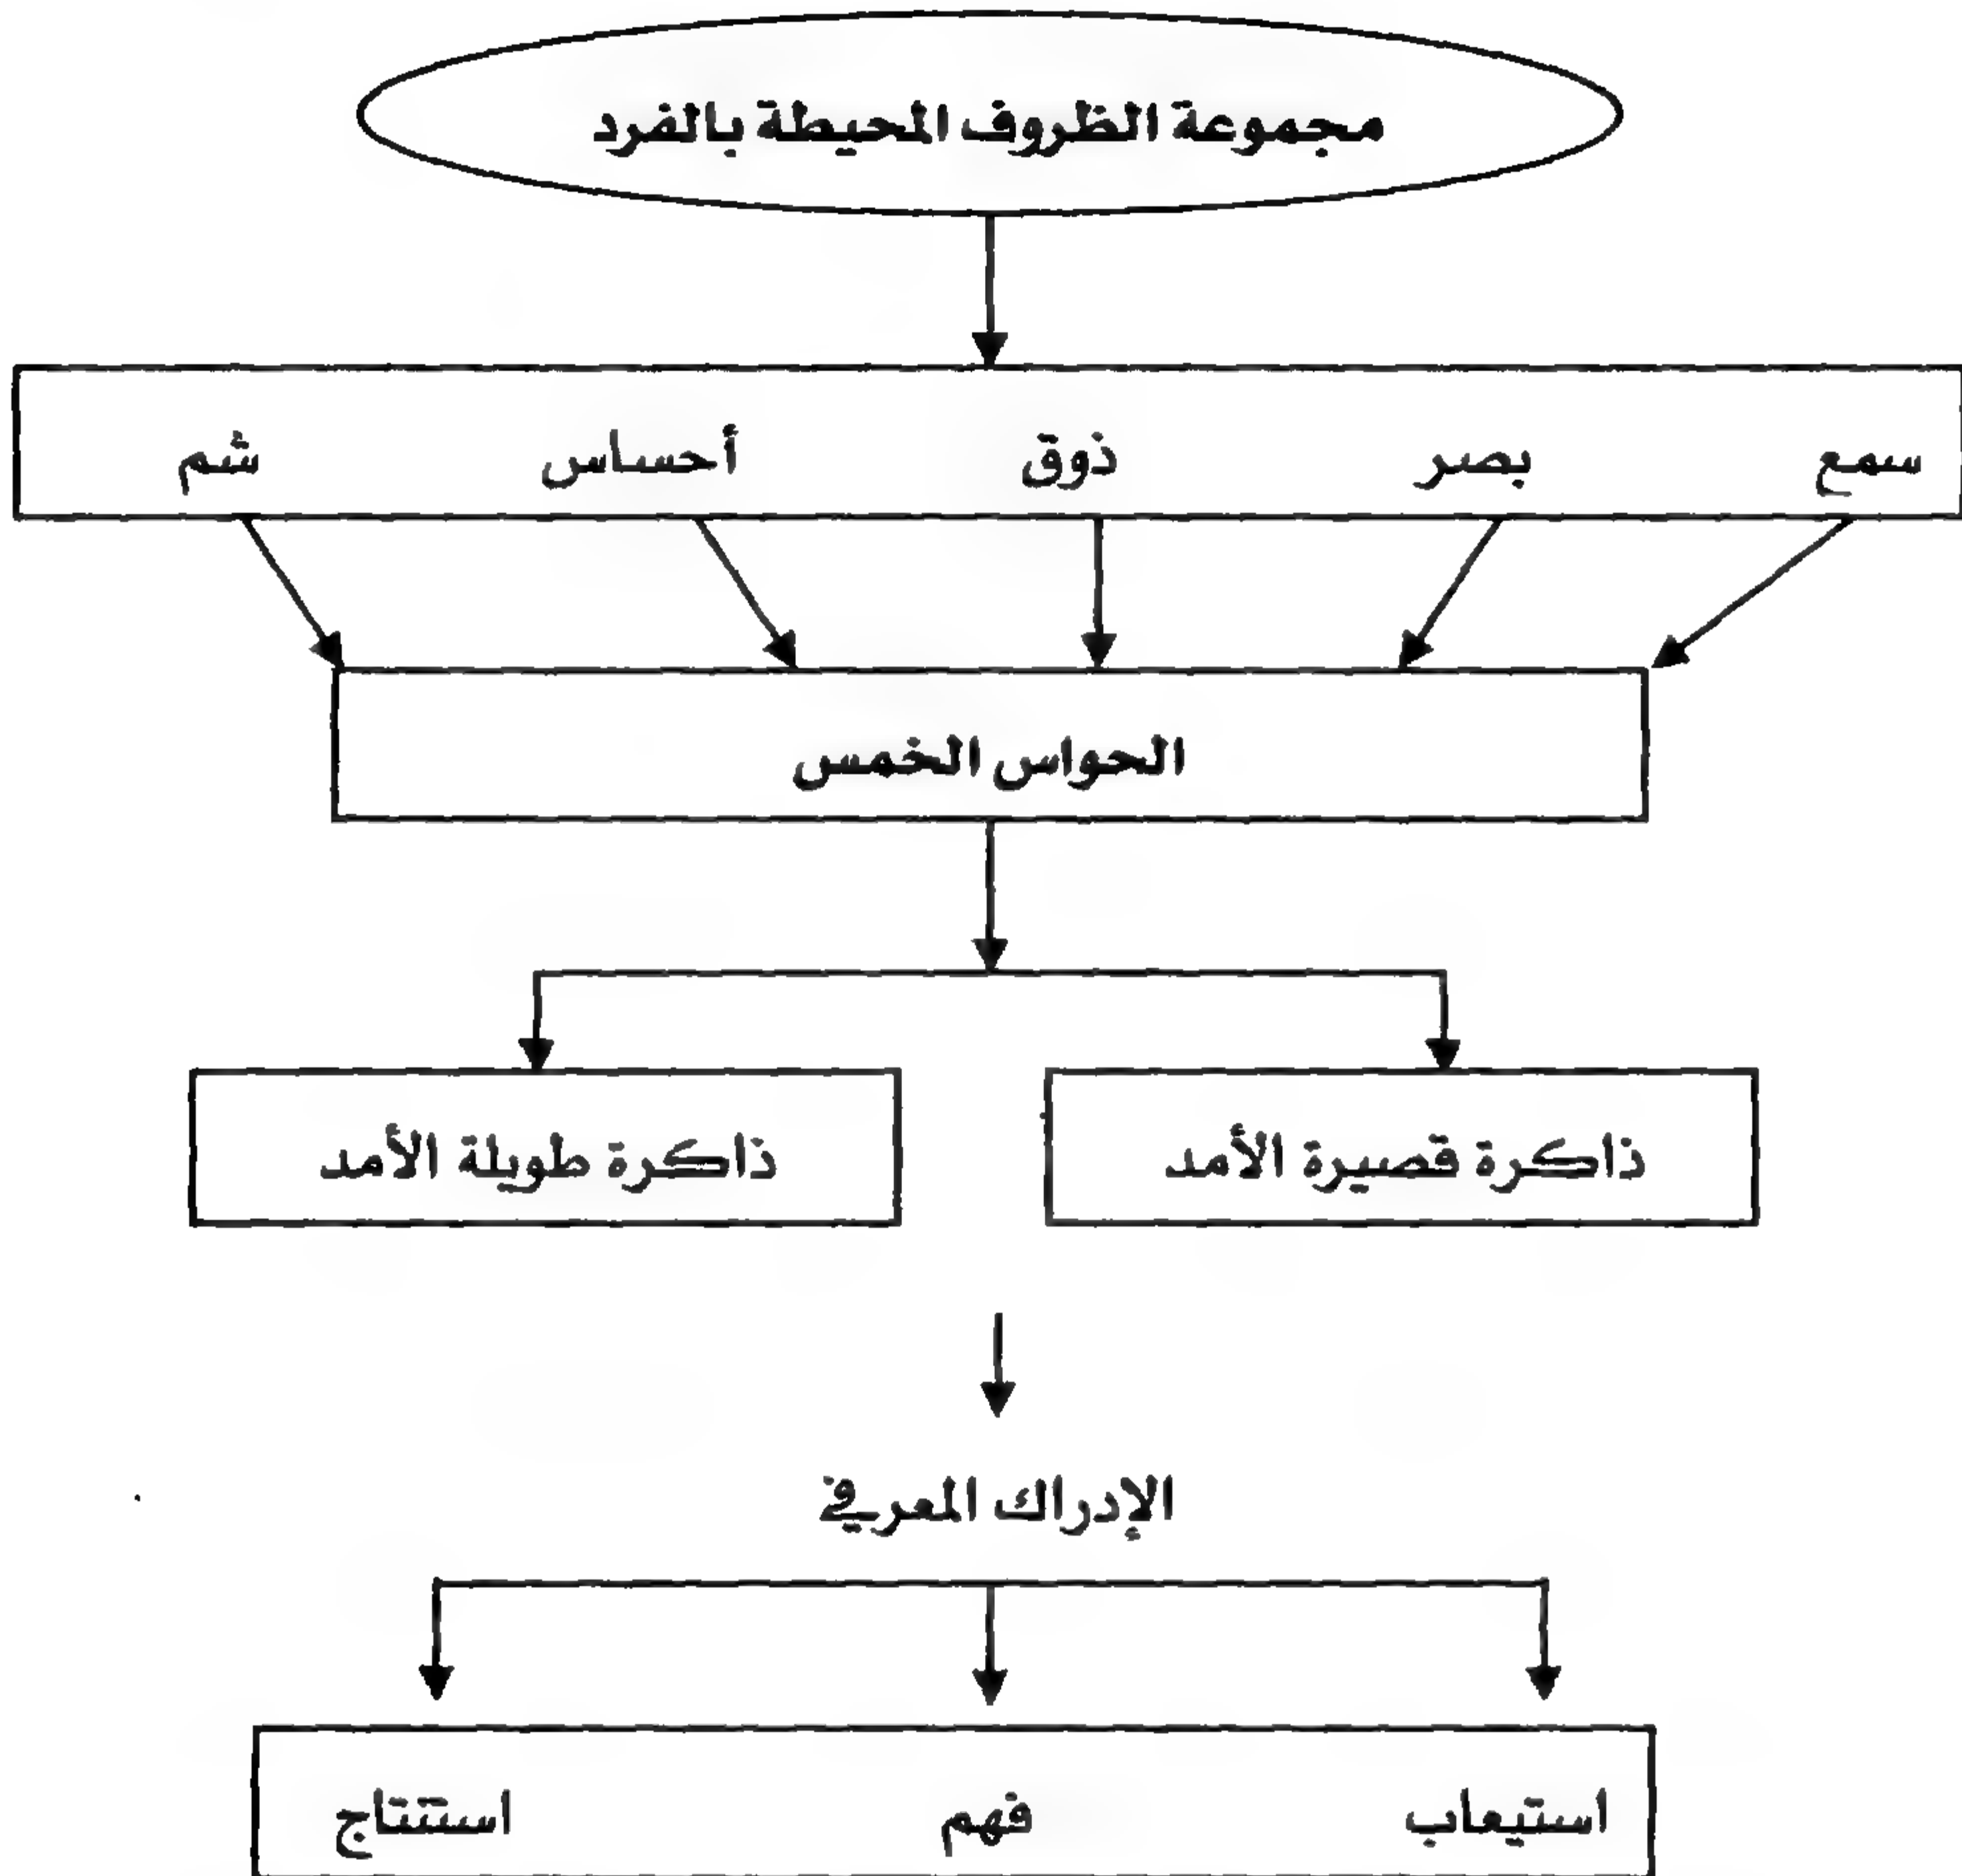 مجموعة الظروف المحيطة بالفرد
سمع بصر ذوق أحساس شم
الحواس الخمس
ذاكرة قصيرة الأمد ذاكرة طويلة الأمد
الإدراك المعرفي
استيعاب فهم استنتاج